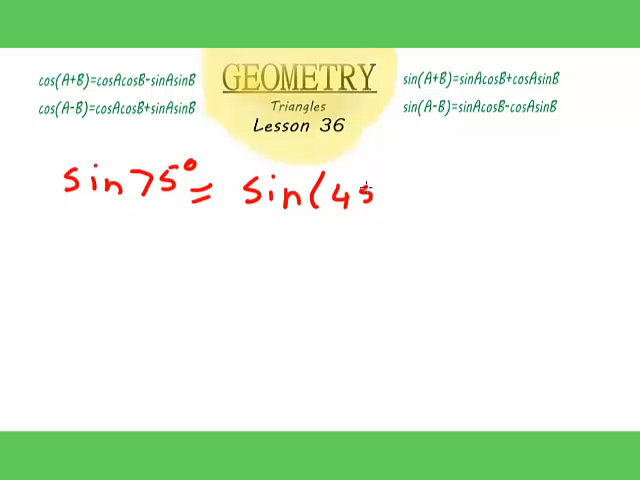 cos(A+B)=cosAcosB-sinAsinB
cos(A-B)=cosAcosB+sinAsinB
GEOMETRY
Triangles
Lesson 36
sin(A+B)=sinAcosB+cosAsinB
sin(A-B)=sinAcosB-cosAsinB
sin75°= sin(45